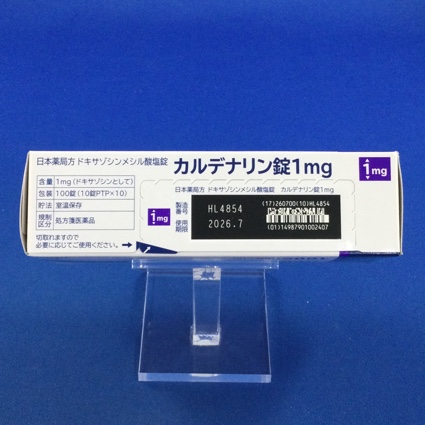 日本薬局方 ドキサゾシンメシル酸塩錠 カルデナリン錠1mg
含量 1mg(ドキサゾシンとして)
包装 100錠(10錠PTP×10)
貯法 室温保存
規制区分 処方箋医薬品
切取れますので
必要に応じてご使用ください。
日本薬局方 ドキサゾシンメシル酸塩錠 カルデナリン錠1mg
1mg
製造番号 HL4854
使用期限 2026.7
(17)260700(10)HL4854
(01)14987901002407
1mg